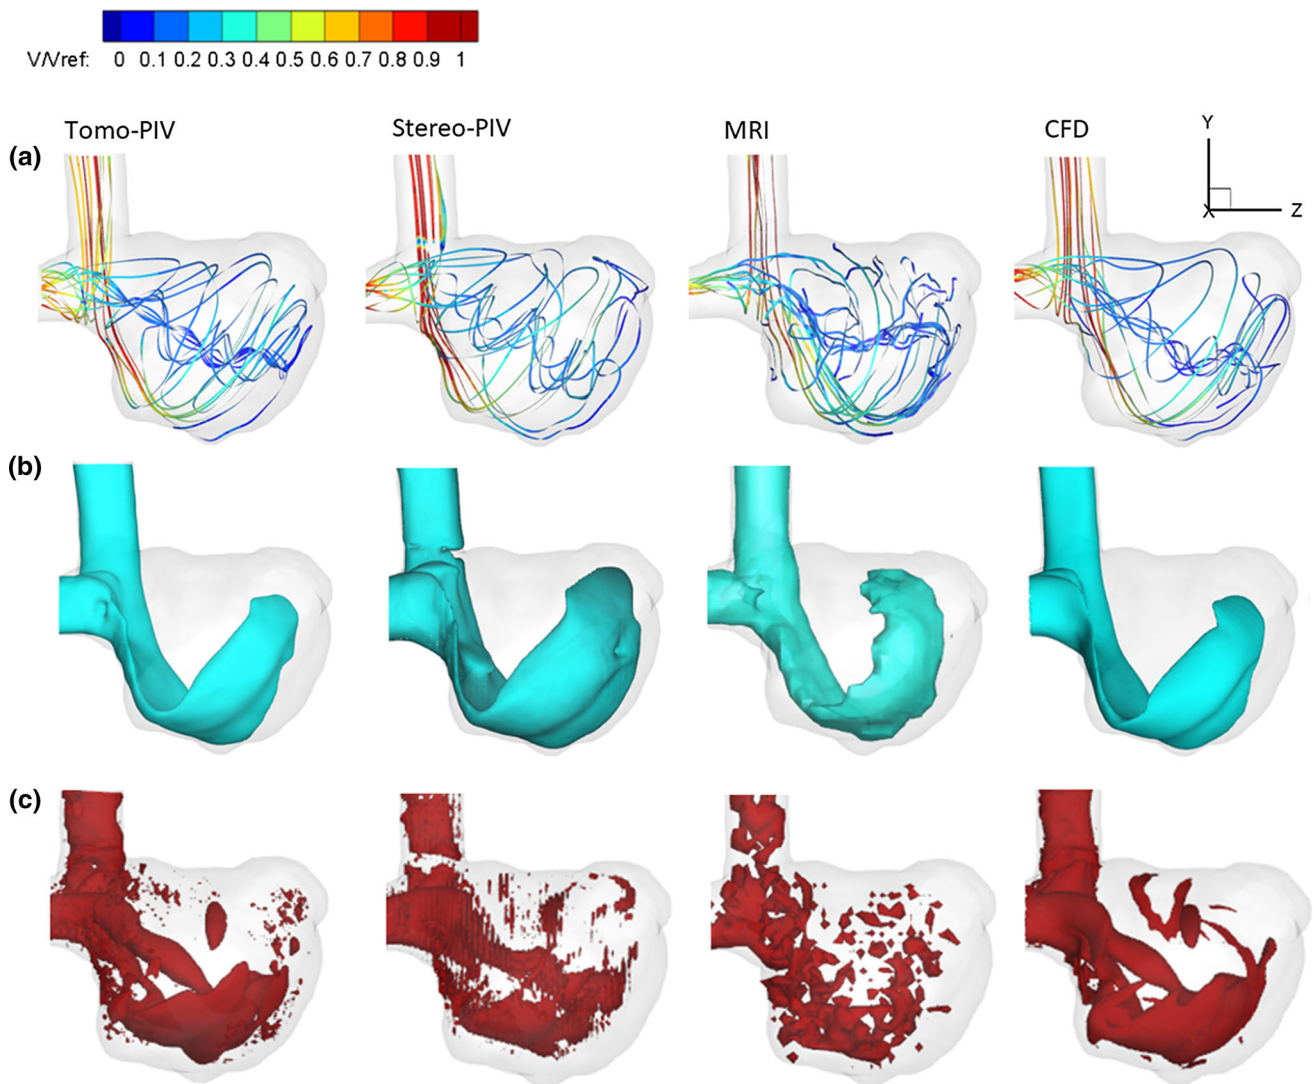 V/Vref: 0 0.1 0.2 0.3 0.4 0.5 0.6 0.7 0.8 0.9 1
Tomo-PIV Stereo-PIV MRI CFD
(a)
Y
X Z
(b)
(c)